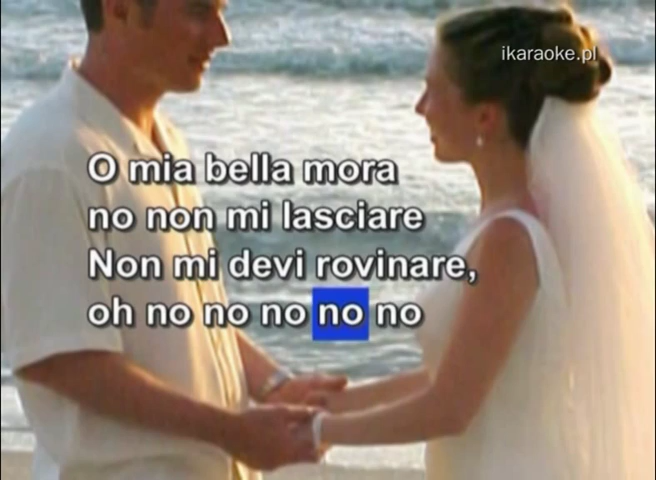 ikaraoke.pl
O mia bella mora
no non mi lasciare
Non mi devi rovinare,
oh no no no no no